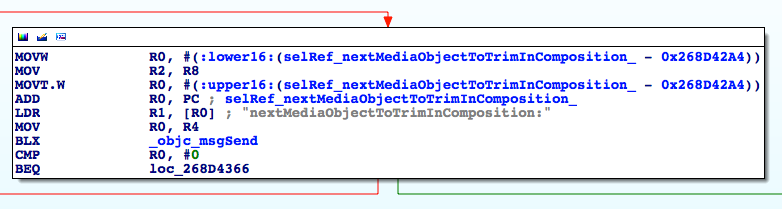 MOVW R0, #(:lower16:(selRef_nextMediaObjectToTrimInComposition_ - 0x268D42A4))
MOV R2, R8
MOVT.W R0, #(:upper16:(selRef_nextMediaObjectToTrimInComposition_ - 0x268D42A4))
ADD R0, PC ; selRef_nextMediaObjectToTrimInComposition_
LDR R1, [R0] ; "nextMediaObjectToTrimInComposition:"
MOV R0, R4
BLX _objc_msgSend
CMP R0, #0
BEQ loc_268D4366